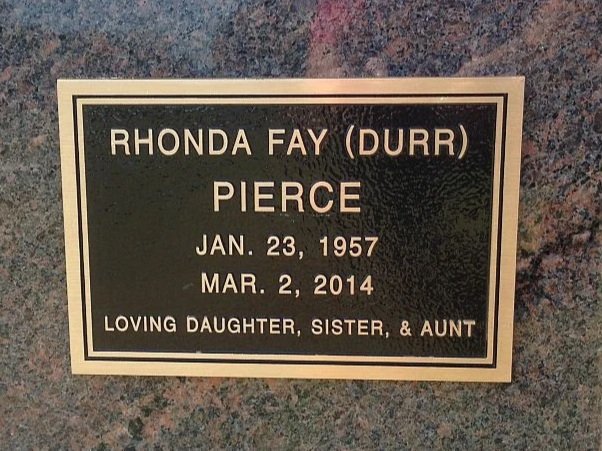 RHONDA FAY (DURR)
PIERCE
JAN. 23, 1957
MAR. 2, 2014
LOVING DAUGHTER, SISTER, & AUNT